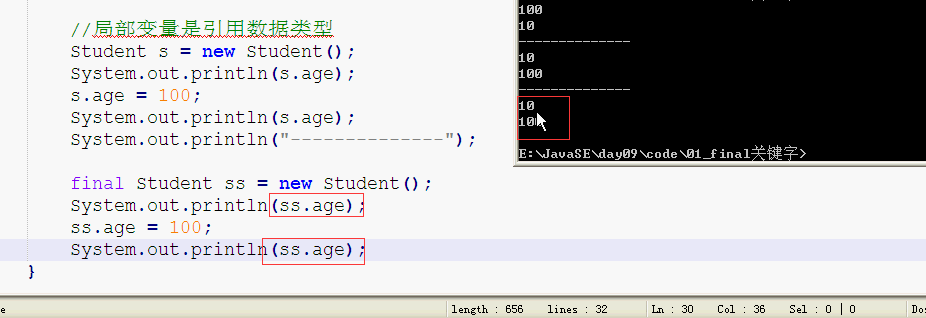 //局部变量是引用数据类型
Student s = new Student();
System.out.println(s.age);
s.age = 100;
System.out.println(s.age);
System.out.println("--------------");
final Student ss = new Student();
System.out.println(ss.age);
ss.age = 100;
System.out.println(ss.age);
}
100
10
--------------
10
100
--------------
10
100
E:\JavaSE\day09\code\01_final关键字>
e
length : 656 lines : 32
Ln : 30 Col : 36 Sel : 0 | 0
Dos